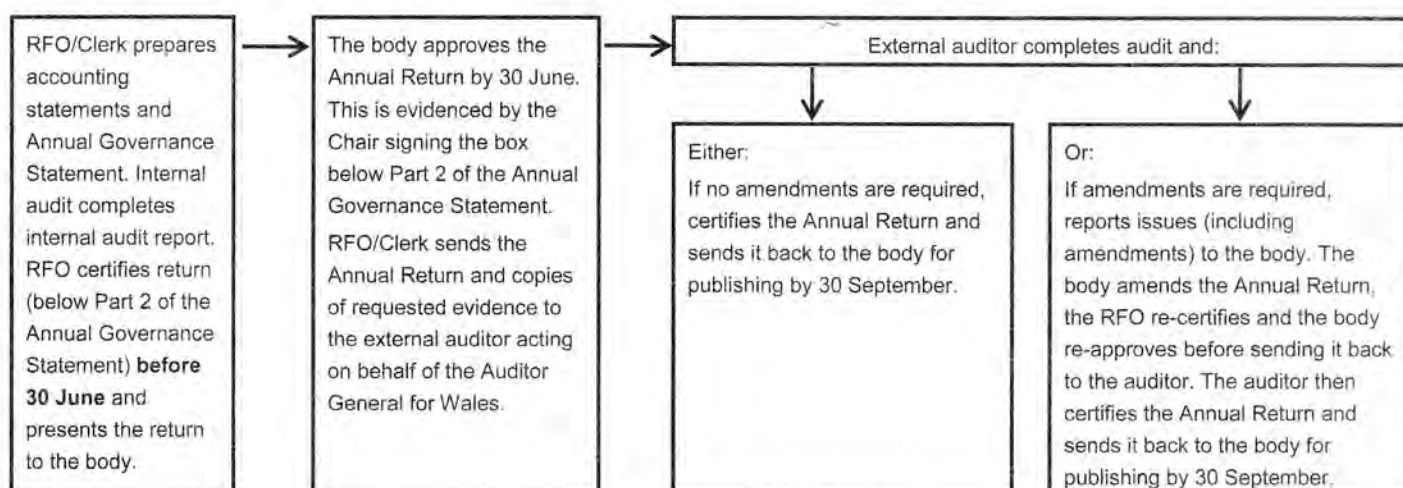 RFO/Clerk prepares
accounting
statements and
Annual Governance
Statement. Internal
audit completes
internal audit report.
RFO certifies return
(below Part 2 of the
Annual Governance
Statement) before
30 June and
presents the return
to the body.
The body approves the
Annual Return by 30 June.
This is evidenced by the
Chair signing the box
below Part 2 of the Annual
Governance Statement.
RFO/Clerk sends the
Annual Return and copies
of requested evidence to
the external auditor acting
on behalf of the Auditor
General for Wales.
External auditor completes audit and:
Either:
If no amendments are required,
certifies the Annual Return and
sends it back to the body for
publishing by 30 September.
Or:
If amendments are required,
reports issues (including
amendments) to the body. The
body amends the Annual Return,
the RFO re-certifies and the body
re-approves before sending it back
to the auditor. The auditor then
certifies the Annual Return and
sends it back to the body for
publishing by 30 September.